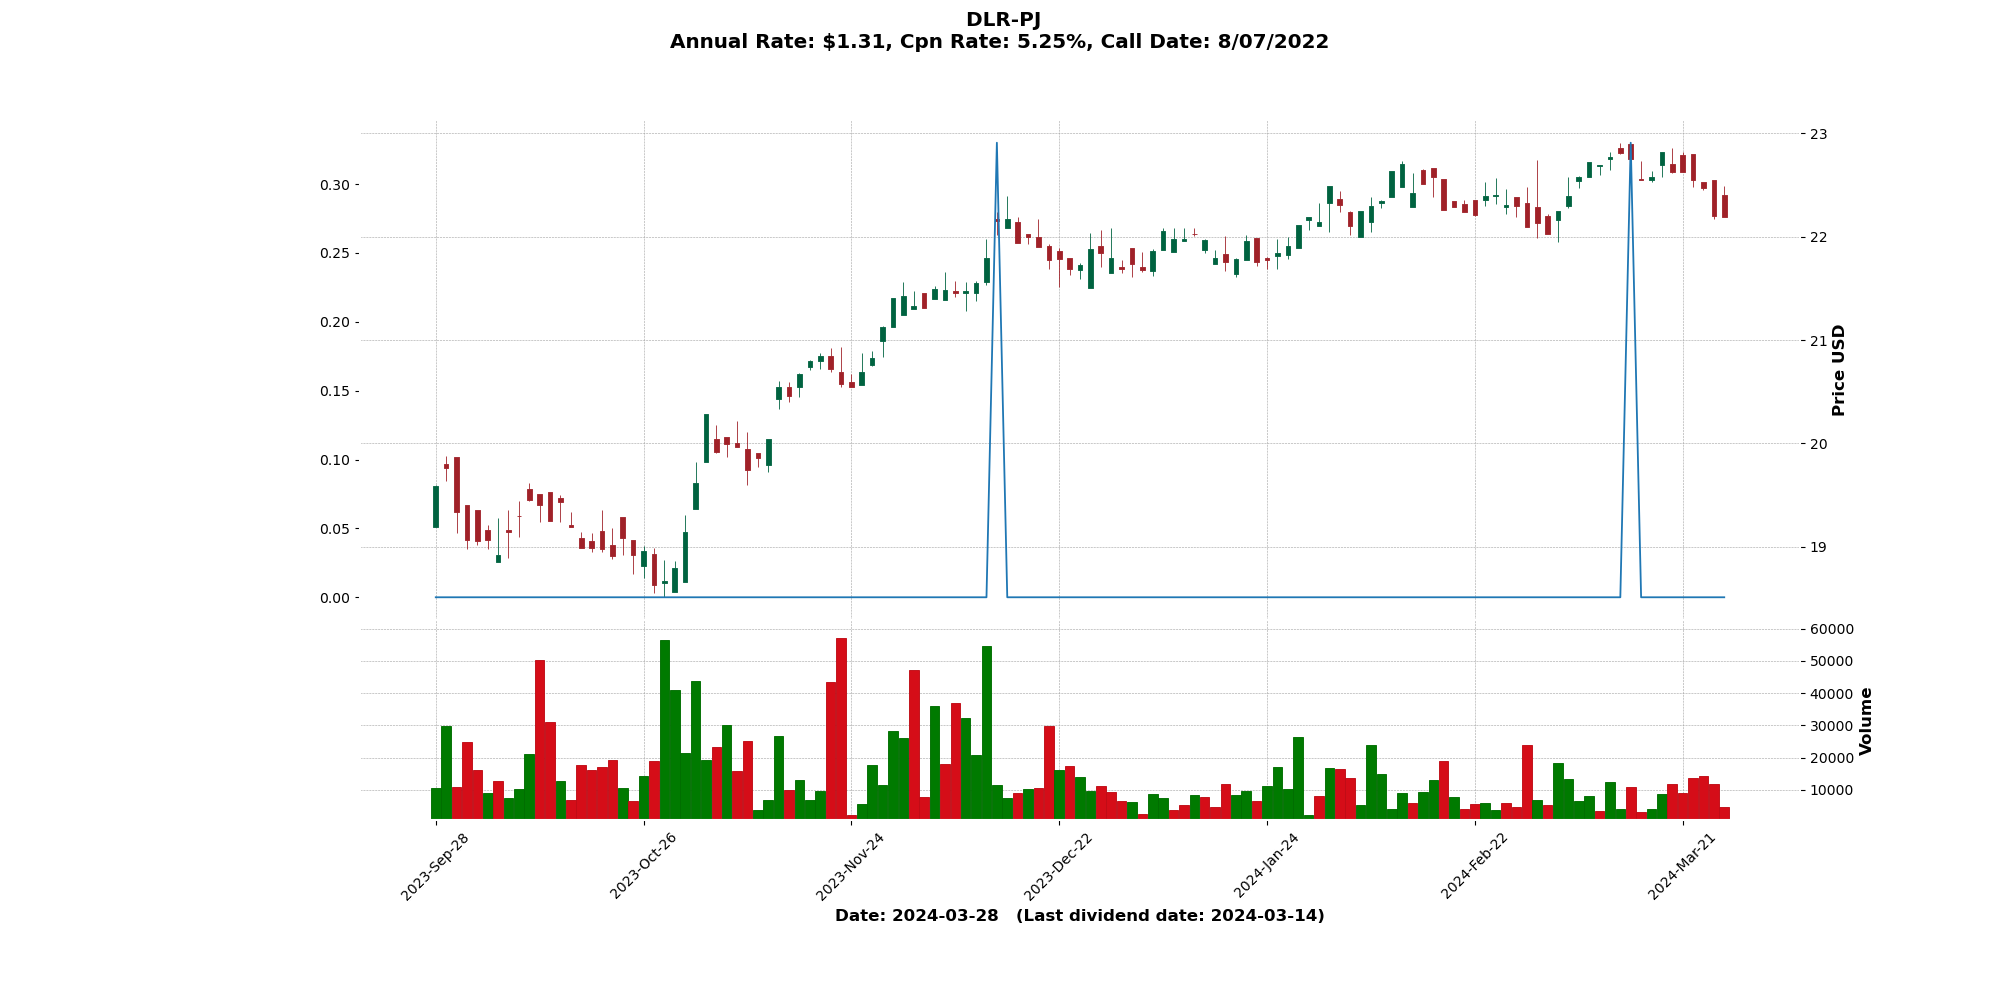 DLR-PJ
Annual Rate: $1.31, Cpn Rate: 5.25%, Call Date: 8/07/2022
0.30
0.25
0.20
0.15
0.10
0.05
0.00
23
22
21
20
19
Price USD
60000
50000
40000
30000
20000
10000
Volume
2023-Sep-28
2023-Oct-26
2023-Nov-24
2023-Dec-22
2024-Jan-24
2024-Feb-22
2024-Mar-21
Date: 2024-03-28 (Last dividend date: 2024-03-14)